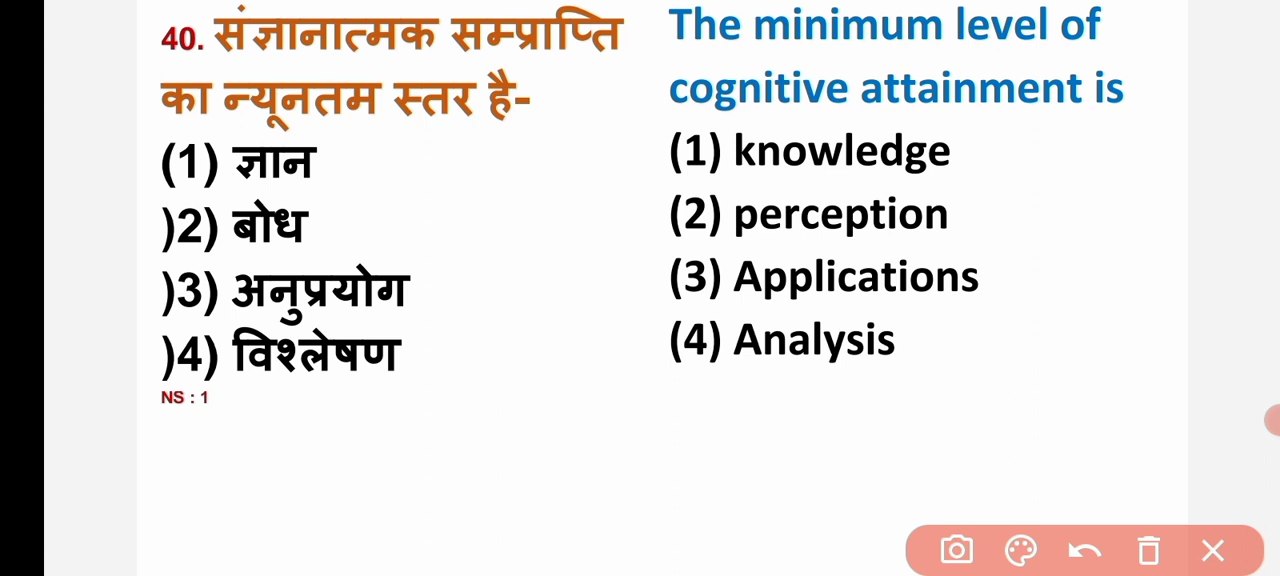 40. संज्ञानात्मक सम्प्राप्ति
का न्यूनतम स्तर है-
(1) ज्ञान
)2) बोध
)3) अनुप्रयोग
)4) विश्लेषण
NS : 1
The minimum level of
cognitive attainment is
(1) knowledge
(2) perception
(3) Applications
(4) Analysis